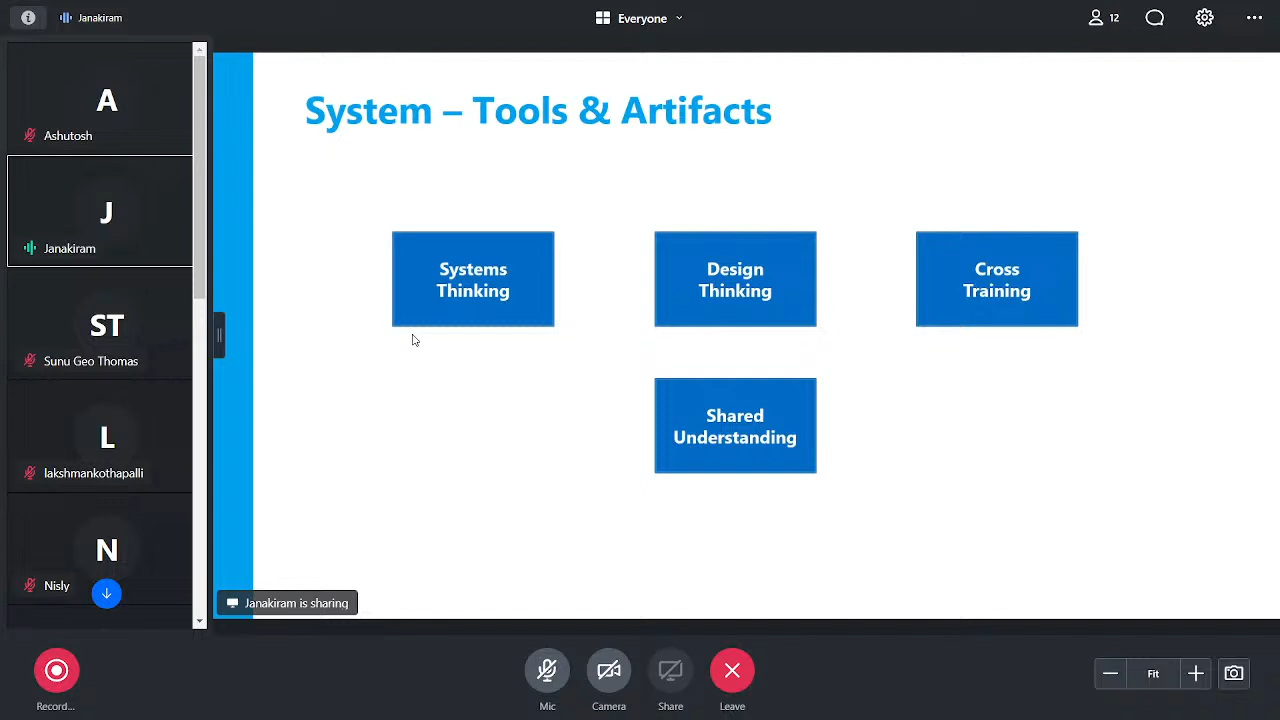 Janakiram
Everyone
12
A
Ashutosh
J
Janakiram
ST
Sunu Geo Thomas
L
lakshmankothapalli
N
Nisly
System – Tools & Artifacts
Systems
Thinking
Design
Thinking
Cross
Training
Shared
Understanding
Janakiram is sharing
Record...
Mic
Camera
Share
Leave
Fit